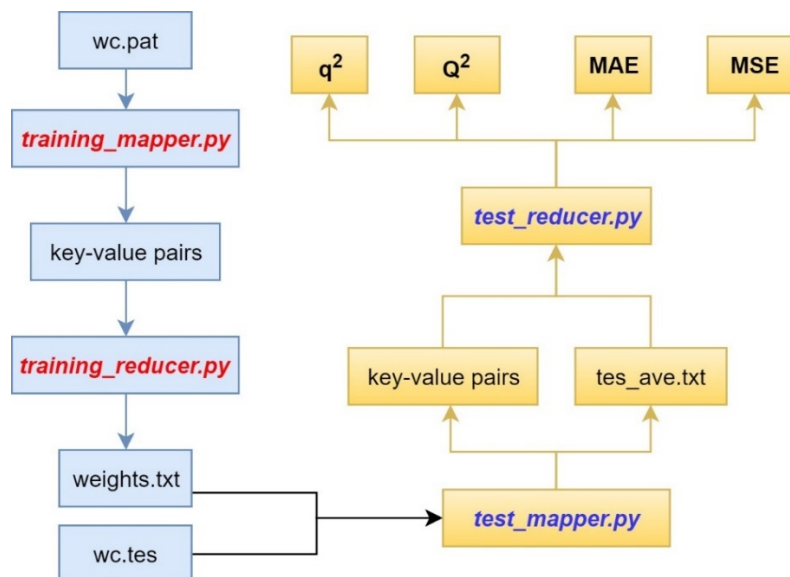 wc.pat
training_mapper.py
key-value pairs
training_reducer.py
weights.txt
wc.tes
q²
Q²
MAE
MSE
test_reducer.py
key-value pairs
tes_ave.txt
test_mapper.py